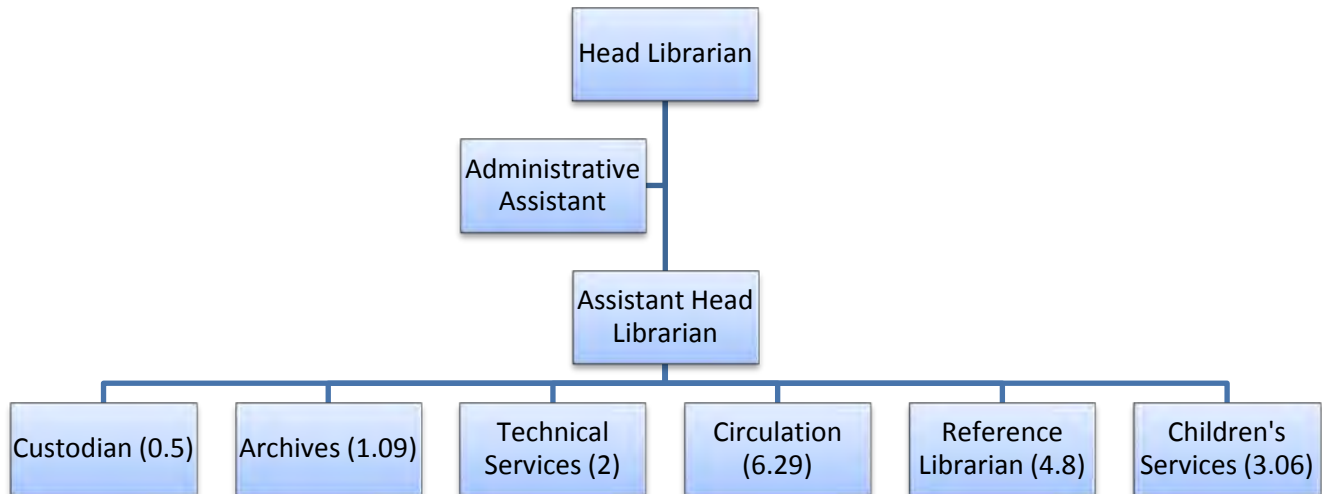 Head Librarian
Administrative
Assistant
Assistant Head
Librarian
Custodian (0.5)
Archives (1.09)
Technical
Services (2)
Circulation
(6.29)
Reference
Librarian (4.8)
Children's
Services (3.06)